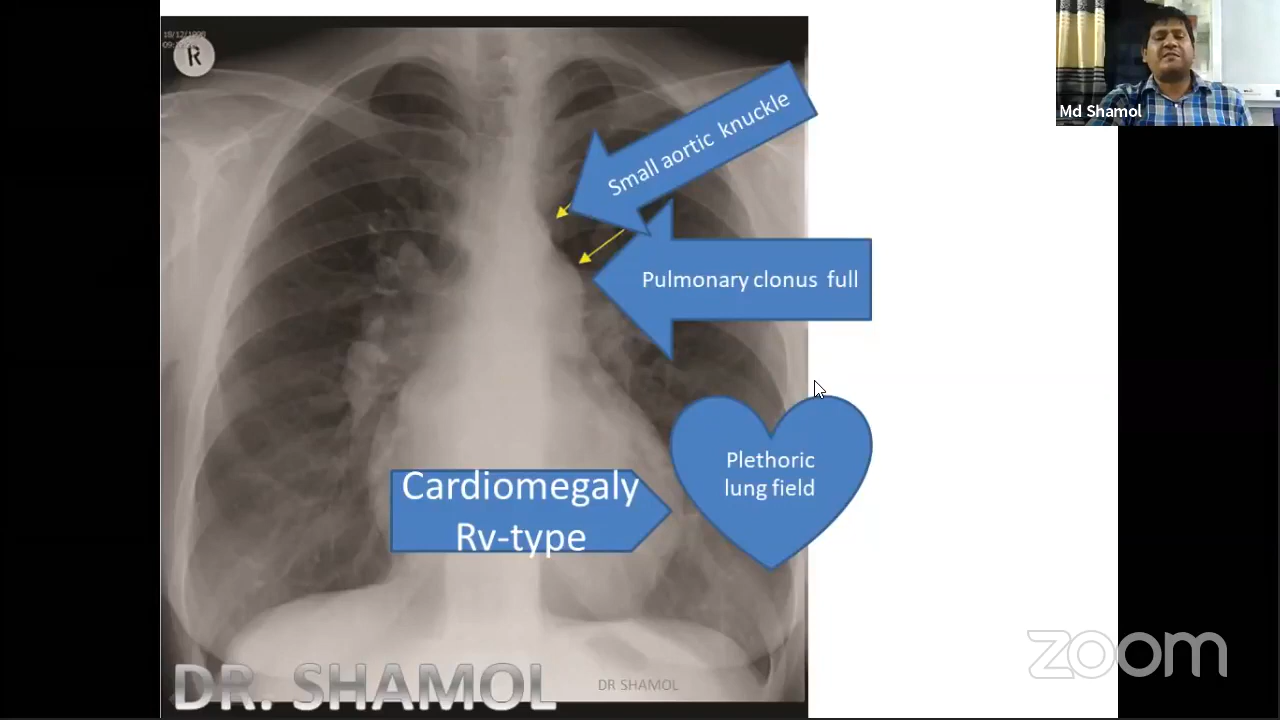 R
Small aortic knuckle
Md Shamol
Pulmonary clonus full
Plethoric
lung field
Cardiomegaly
Rv-type
DR. SHAMOL
DR SHAMOL
zoom